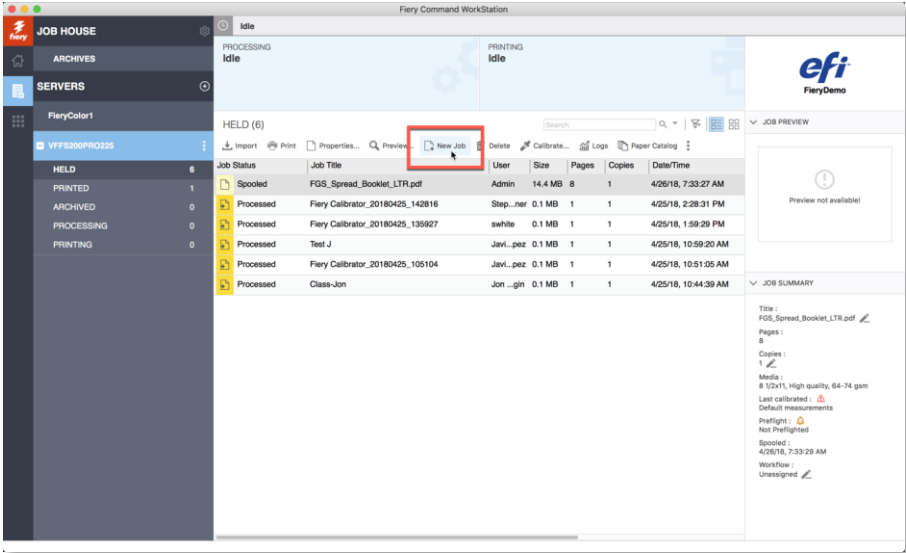 Fiery Command WorkStation
fiery
JOB HOUSE
ARCHIVES
SERVERS
FieryColor1
VFFS200PRO225
HELD 6
PRINTED 1
ARCHIVED 0
PROCESSING 0
PRINTING 0
Idle
PROCESSING
Idle
PRINTING
Idle
HELD (6)
Search
Import Print Properties... Preview... New Job Delete Calibrate... Logs Paper Catalog
Job Status Job Title User Size Pages Copies Date/Time
Spooled FGS_Spread_Booklet_LTR.pdf Admin 14.4 MB 8 1 4/26/18, 7:33:27 AM
Processed Fiery Calibrator_20180425_142816 Step...ner 0.1 MB 1 1 4/25/18, 2:28:31 PM
Processed Fiery Calibrator_20180425_135927 swhite 0.1 MB 1 1 4/25/18, 1:59:29 PM
Processed Test J Javi...pez 0.1 MB 1 1 4/25/18, 10:59:20 AM
Processed Fiery Calibrator_20180425_105104 Javi...pez 0.1 MB 1 1 4/25/18, 10:51:05 AM
Processed Class-Jon Jon ...gin 0.1 MB 1 1 4/25/18, 10:44:39 AM
efi
FieryDemo
JOB PREVIEW
Preview not available!
JOB SUMMARY
Title :
FGS_Spread_Booklet_LTR.pdf
Pages :
8
Copies :
1
Media :
8 1/2x11, High quality, 64-74 gsm
Last calibrated :
Default measurements
Preflight :
Not Preflighted
Spooled :
4/26/18, 7:33:29 AM
Workflow :
Unassigned